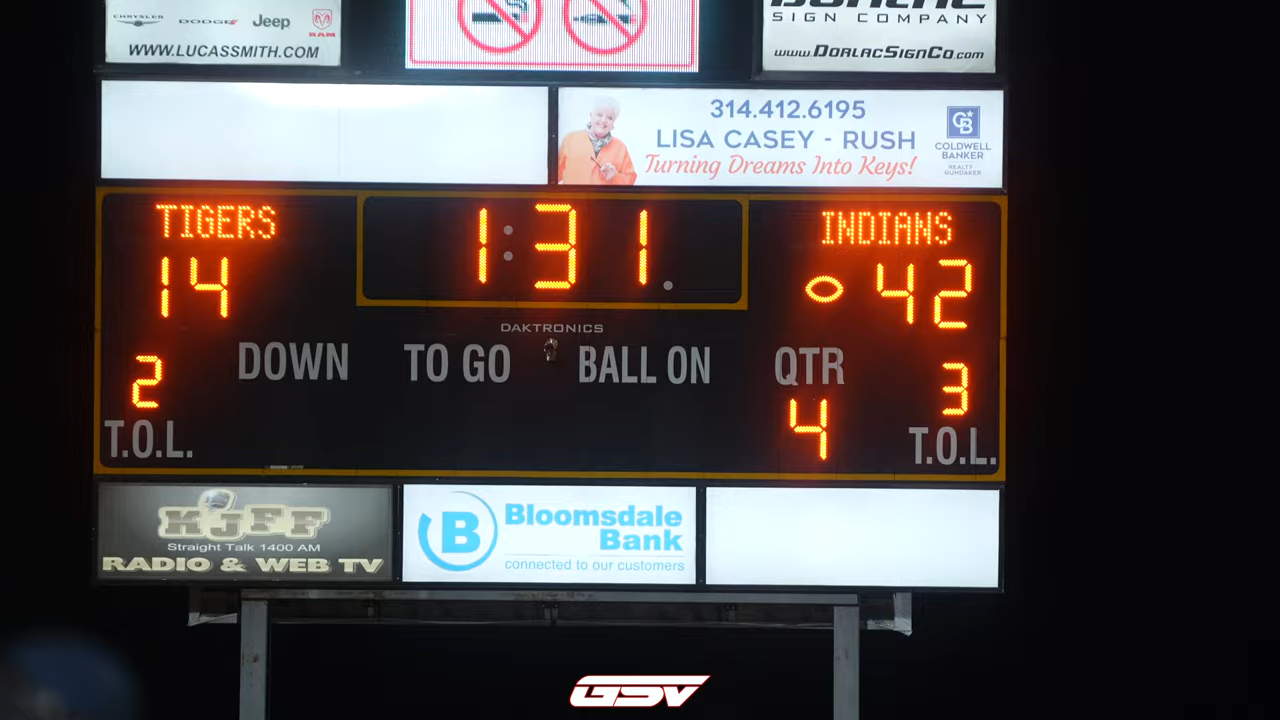 CHRYSLER DODGE Jeep RAM
WWW.LUCASSMITH.COM
SIGN COMPANY
www.DorlacSignCo.com
314.412.6195
LISA CASEY - RUSH
Turning Dreams Into Keys!
CB
COLDWELL
BANKER
REALTY
GUNDAKER
TIGERS
1:31
INDIANS
14
42
DAKTRONICS
DOWN
TO GO
BALL ON
QTR
2
3
4
T.O.L.
T.O.L.
KJFF
Straight Talk 1400 AM
RADIO & WEB TV
B
Bloomsdale
Bank
connected to our customers
GSV